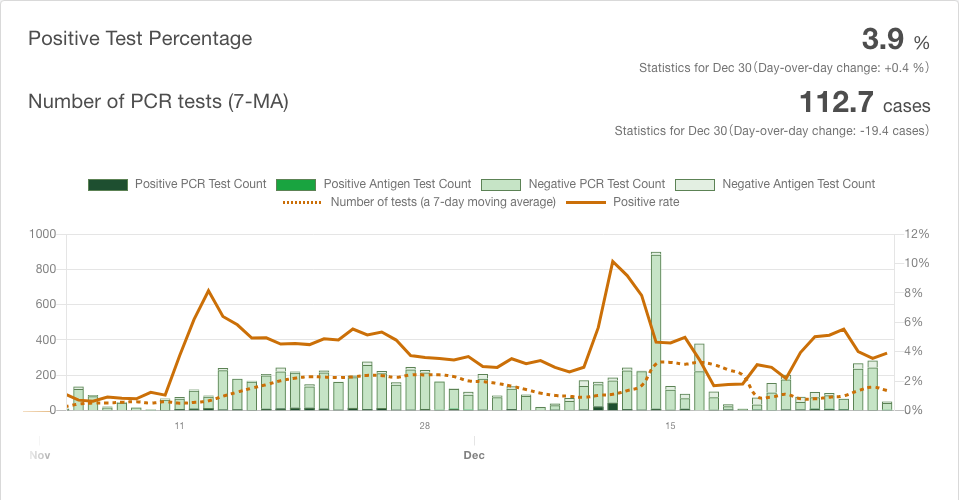 Positive Test Percentage
3.9 %
Statistics for Dec 30(Day-over-day change: +0.4 %)
Number of PCR tests (7-MA)
112.7 cases
Statistics for Dec 30(Day-over-day change: -19.4 cases)
Positive PCR Test Count Positive Antigen Test Count Negative PCR Test Count Negative Antigen Test Count
Number of tests (a 7-day moving average) Positive rate
1000 12%
10%
800
8%
600
6%
400
4%
200
2%
0 0%
11 28 15
Nov Dec